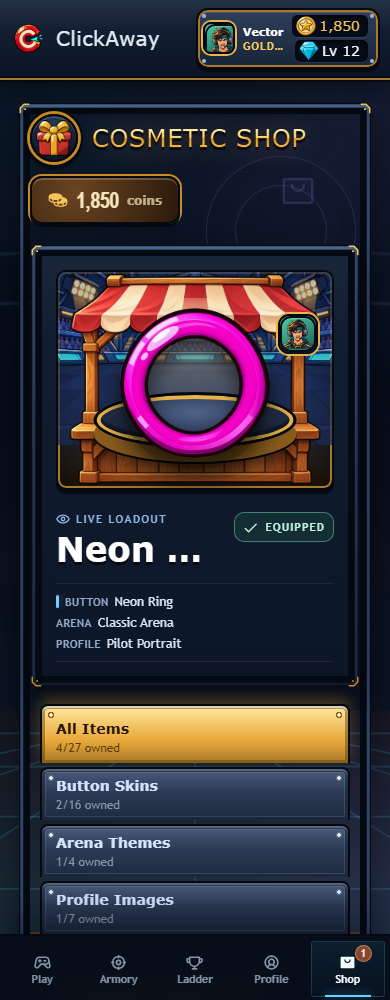 ClickAway
Vector
GOLD...
1,850
Lv 12
COSMETIC SHOP
1,850 coins
LIVE LOADOUT
EQUIPPED
Neon ...
BUTTON Neon Ring
ARENA Classic Arena
PROFILE Pilot Portrait
All Items
4/27 owned
Button Skins
2/16 owned
Arena Themes
1/4 owned
Profile Images
1/7 owned
Play
Armory
Ladder
Profile
Shop
1